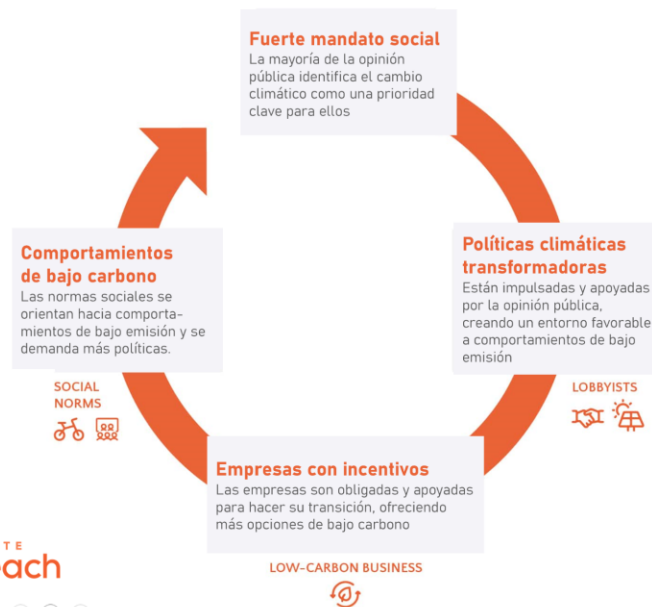 Fuerte mandato social
La mayoría de la opinión
pública identifica el cambio
climático como una prioridad
clave para ellos
Políticas climáticas
transformadoras
Están impulsadas y apoyadas
por la opinión pública,
creando un entorno favorable
a comportamientos de bajo
emisión
LOBBYISTS
Empresas con incentivos
Las empresas son obligadas y apoyadas
para hacer su transición, ofreciendo
más opciones de bajo carbono
LOW-CARBON BUSINESS
Comportamientos
de bajo carbono
Las normas sociales se
orientan hacia comporta-
mientos de bajo emisión y se
demanda más políticas.
SOCIAL
NORMS